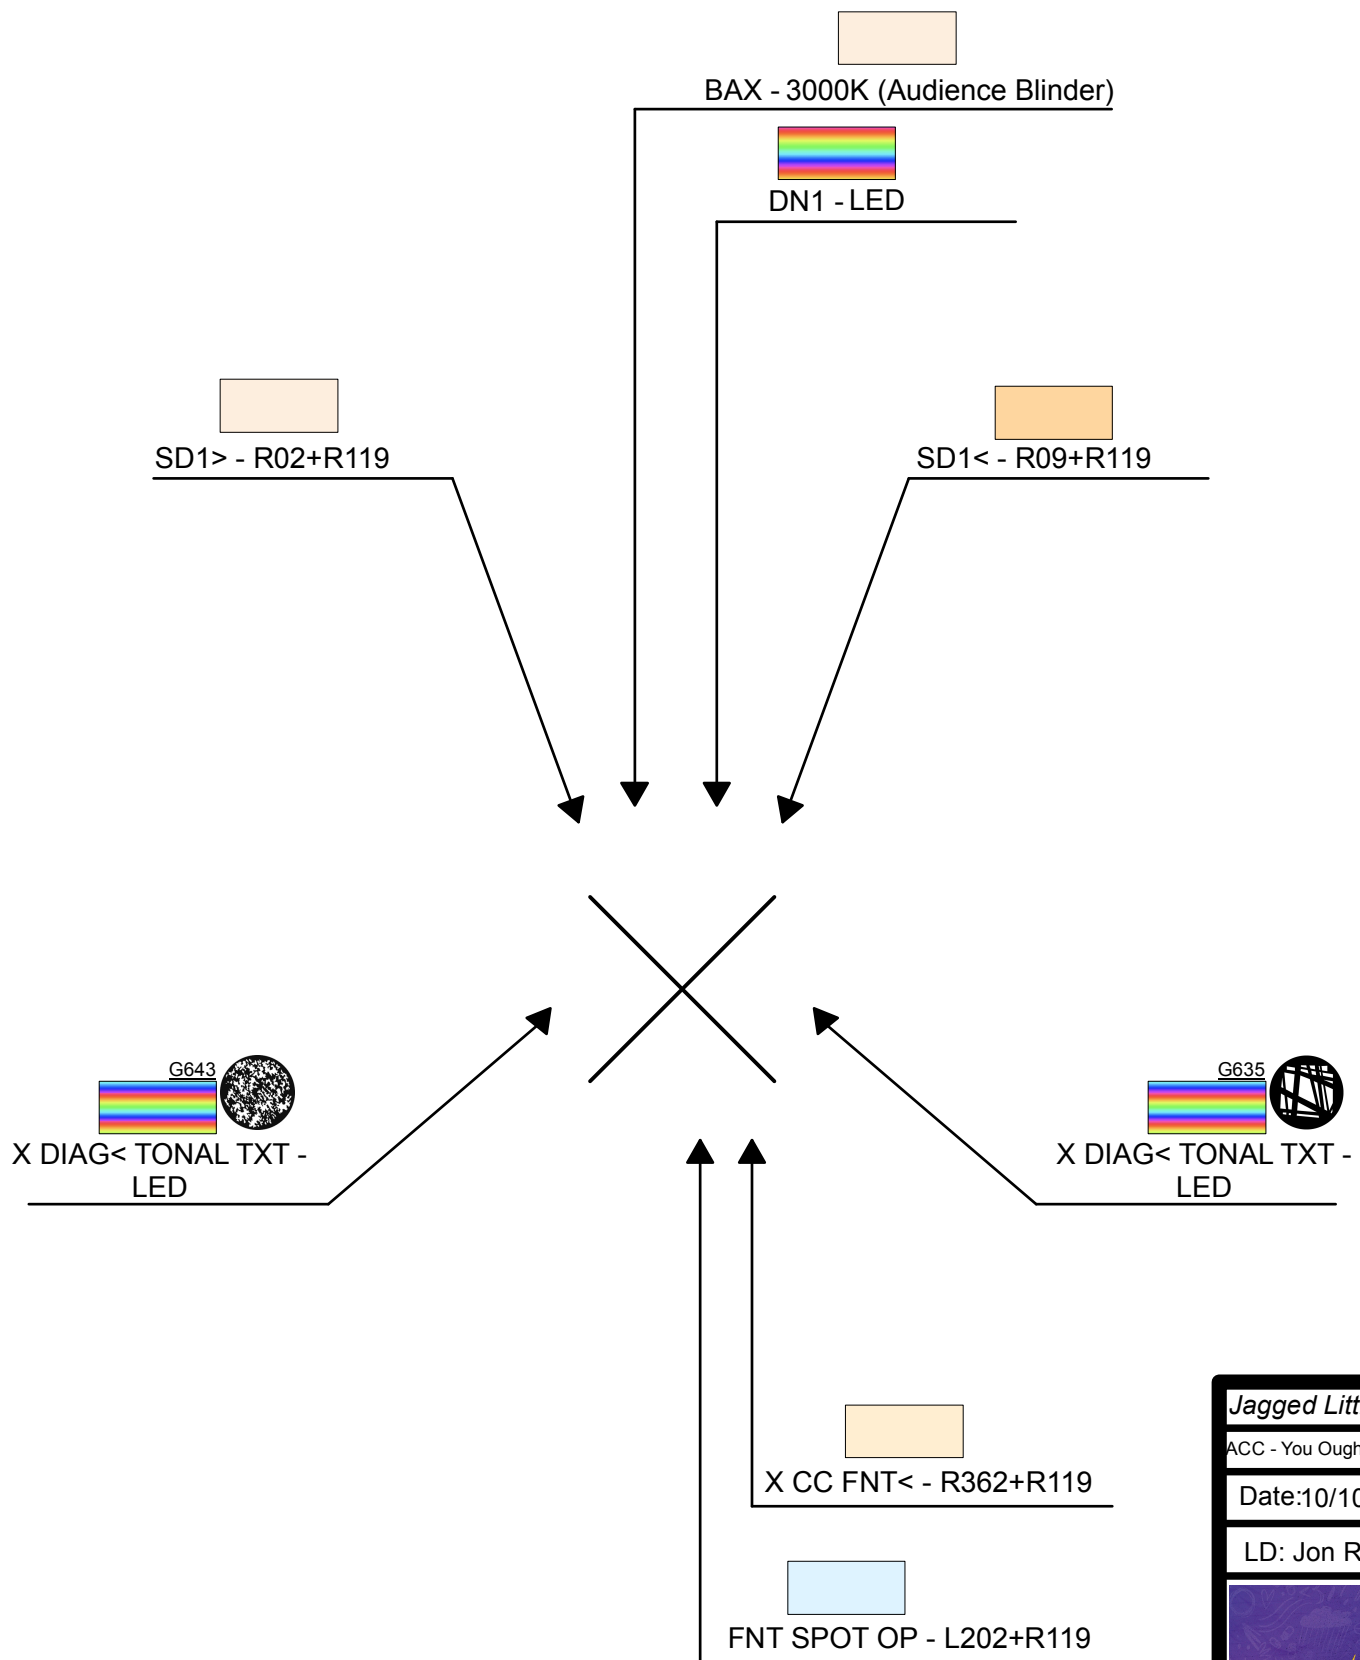 BAX - 3000K (Audience Blinder)
DN1 - LED
SD1> - R02+R119
SD1< - R09+R119
G643
X DIAG< TONAL TXT -
LED
G635
X DIAG< TONAL TXT -
LED
X CC FNT< - R362+R119
FNT SPOT OP - L202+R119
Jagged Litt
ACC - You Ough
Date:10/10
LD: Jon R